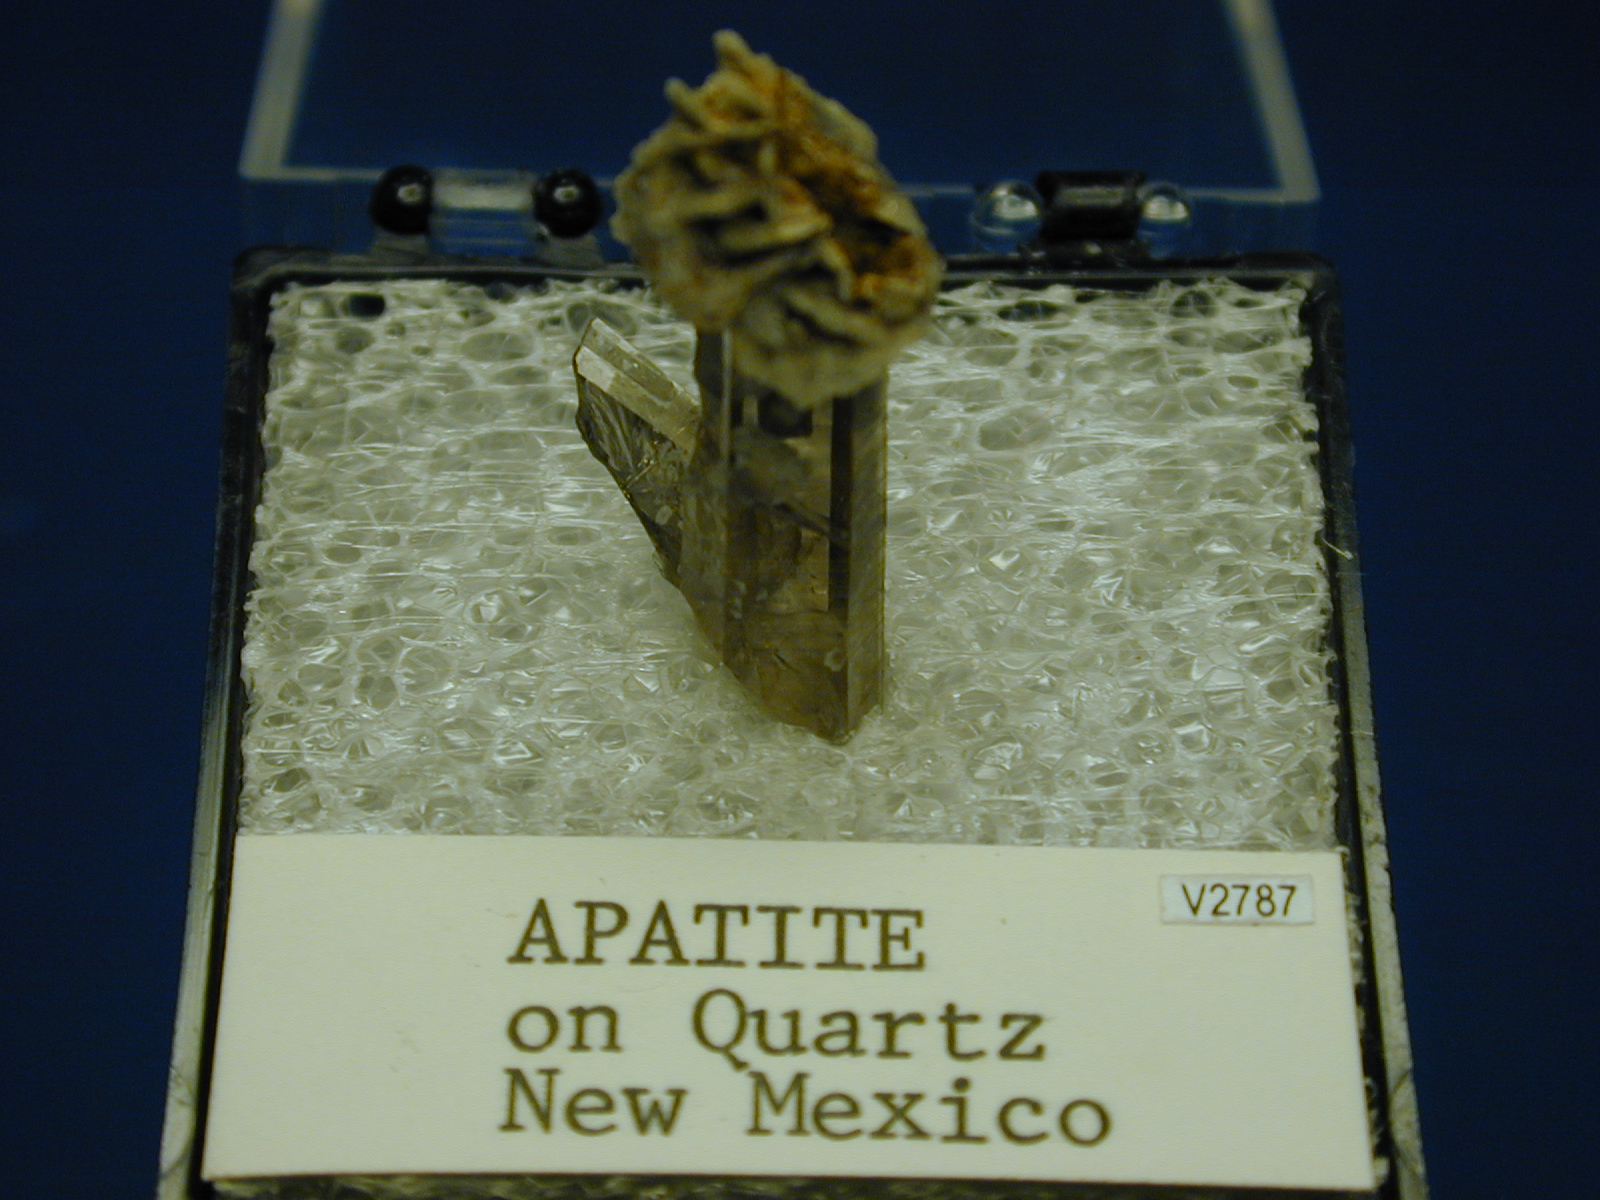 V2787
APATITE
on Quartz
New Mexico